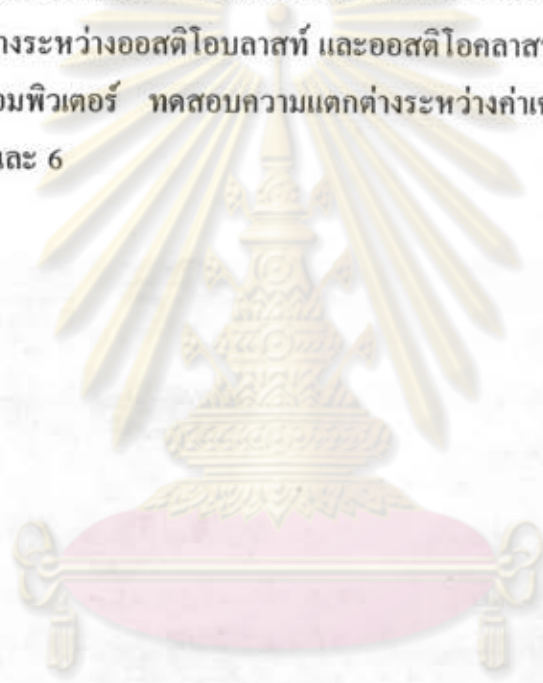 างระหว่างออสติโอบลาสท์ และออสติโอคลาส
อมพิวเตอร์ ทดสอบความแตกต่างระหว่างค่าเ
และ 6